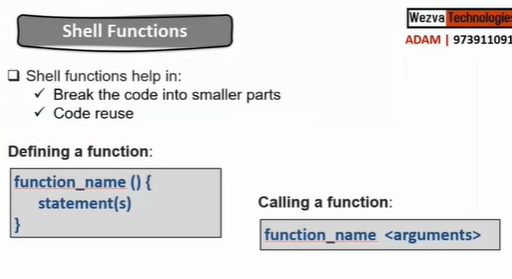 Shell Functions
Wezva Technologies
ADAM | 973911091
Shell functions help in:
Break the code into smaller parts
Code reuse
Defining a function:
function_name () {
statement(s)
}
Calling a function:
function_name <arguments>